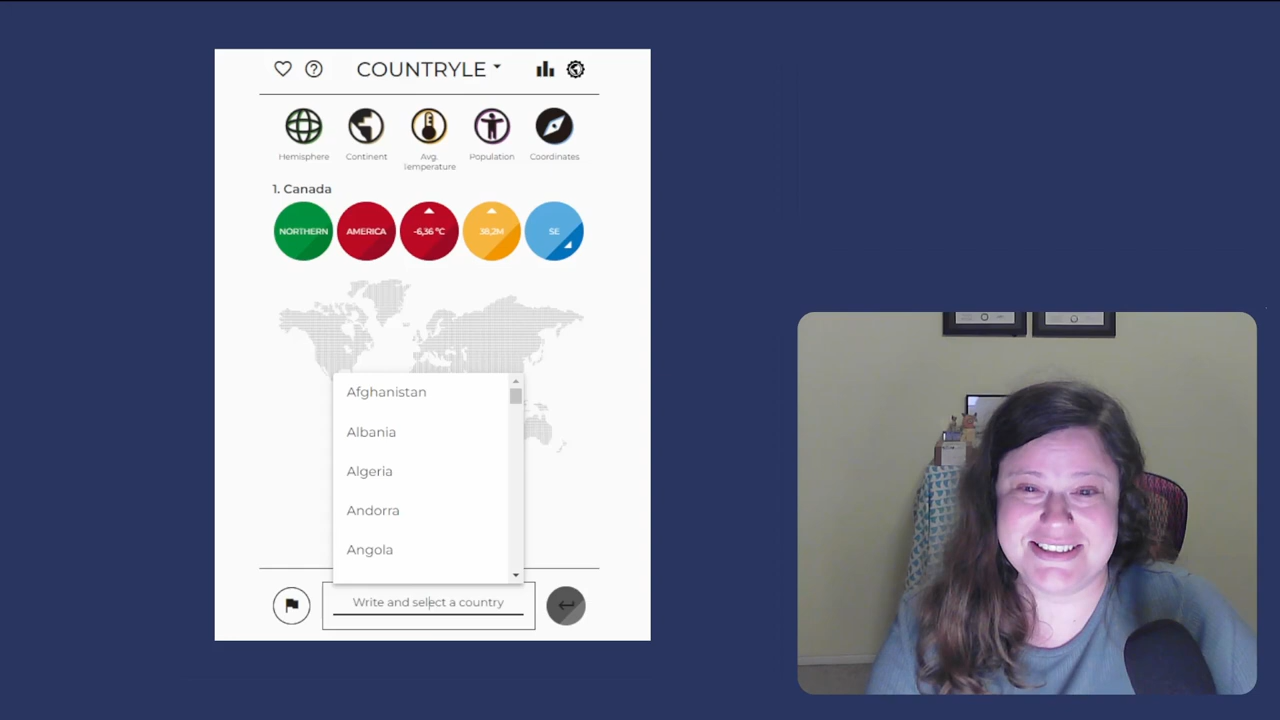 COUNTRYLE
Hemisphere
Continent
Avg.
Temperature
Population
Coordinates
1. Canada
NORTHERN
AMERICA
-6,36 ºC
38,2M
SE
Afghanistan
Albania
Algeria
Andorra
Angola
Write and select a country